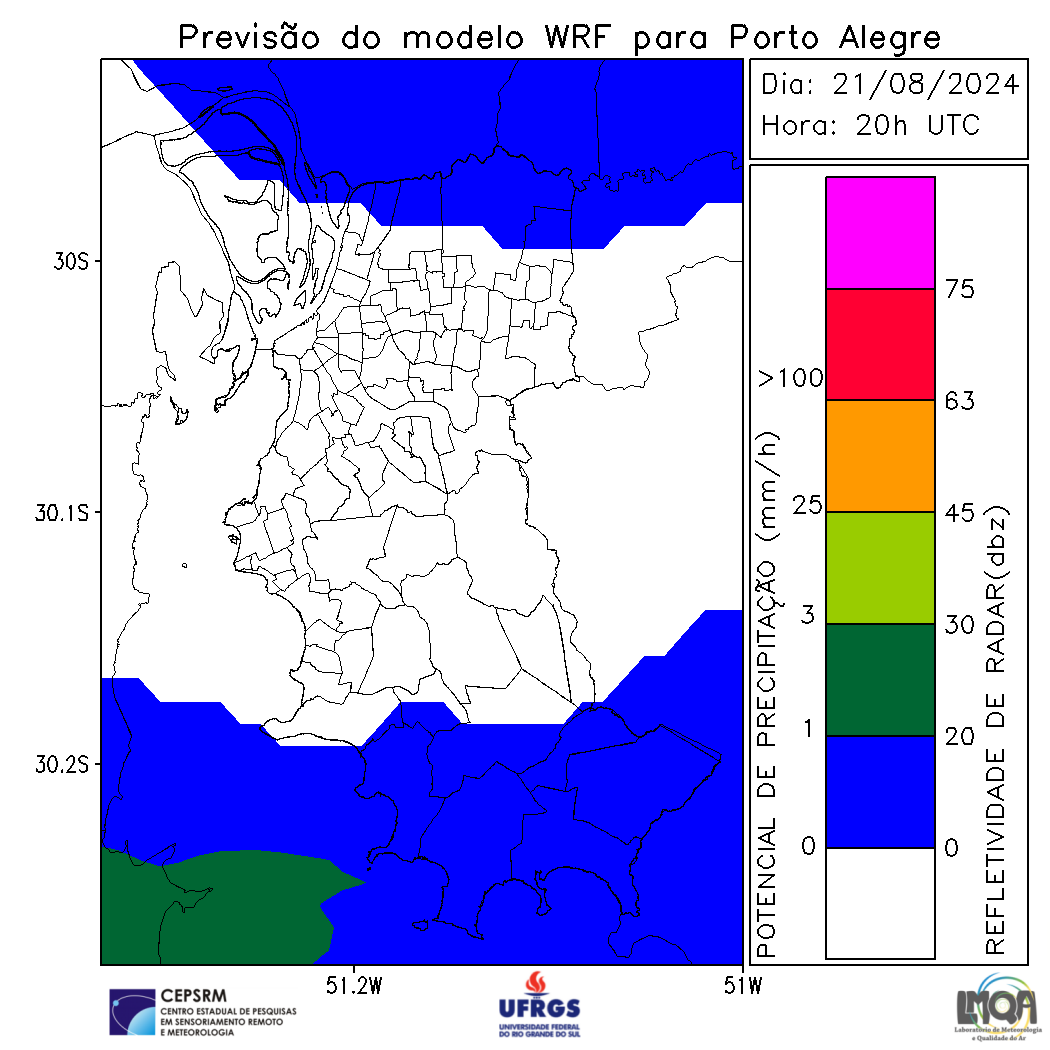 Previsão do modelo WRF para Porto Alegre
Dia: 21/08/2024
Hora: 20h UTC
30S
30.1S
30.2S
51.2W
51W
POTENCIAL DE PRECIPITAÇÃO (mm/h)
>100
25
3
1
0
75
63
45
30
20
0
REFLETIVIDADE DE RADAR(dbz)
CEPSRM
CENTRO ESTADUAL DE PESQUISAS
EM SENSORIAMENTO REMOTO
E METEOROLOGIA
UFRGS
UNIVERSIDADE FEDERAL
DO RIO GRANDE DO SUL
LMQA
Laboratório de Meteorologia
e Qualidade do Ar